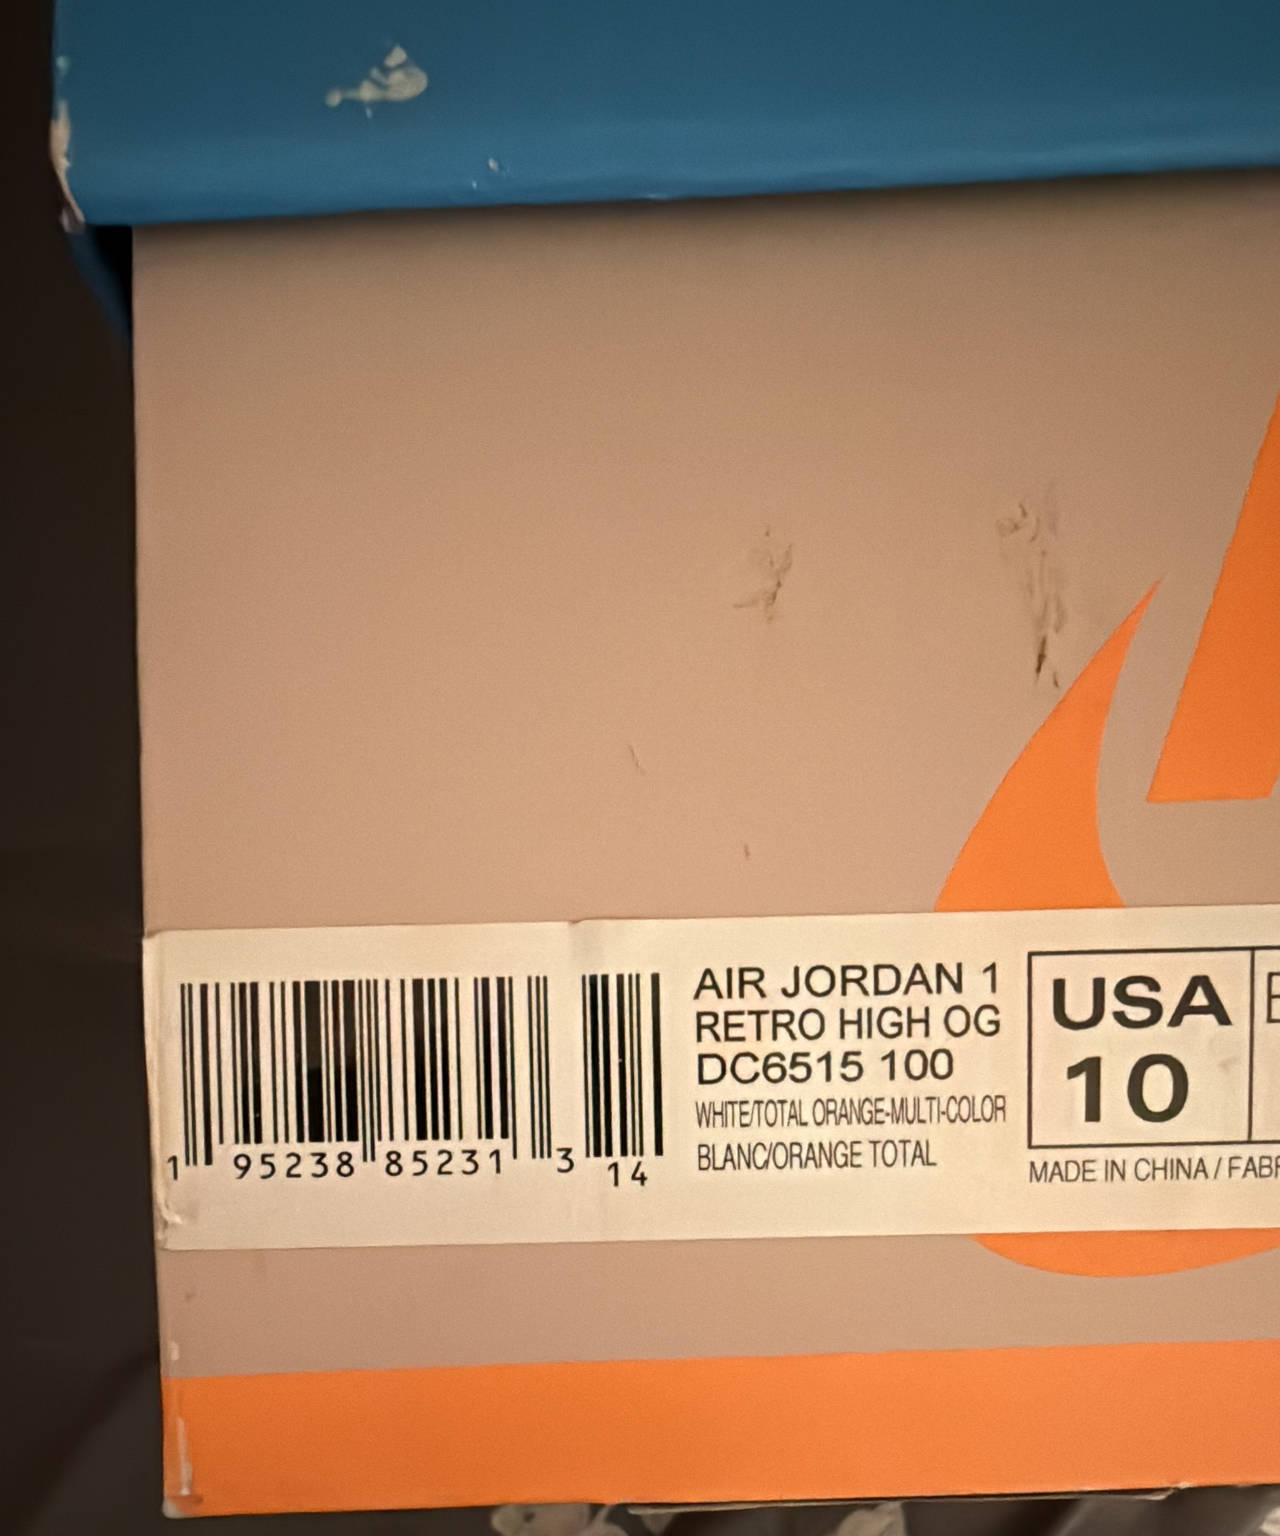 AIR JORDAN 1
RETRO HIGH OG
DC6515 100
WHITE/TOTAL ORANGE-MULTI-COLOR
BLANC/ORANGE TOTAL
USA
10
MADE IN CHINA /
1 95238 85231 3 14